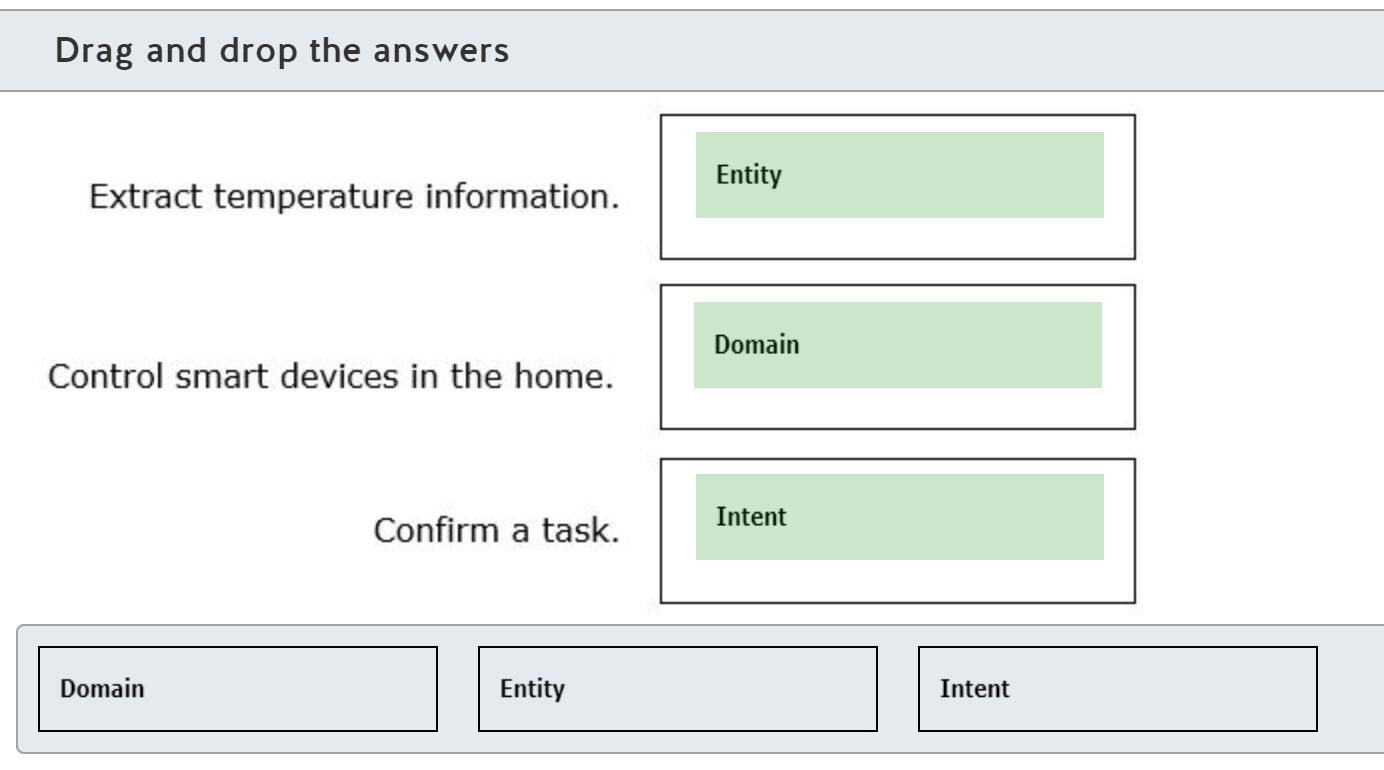 Drag and drop the answers
Extract temperature information.
Entity
Control smart devices in the home.
Domain
Confirm a task.
Intent
Domain
Entity
Intent